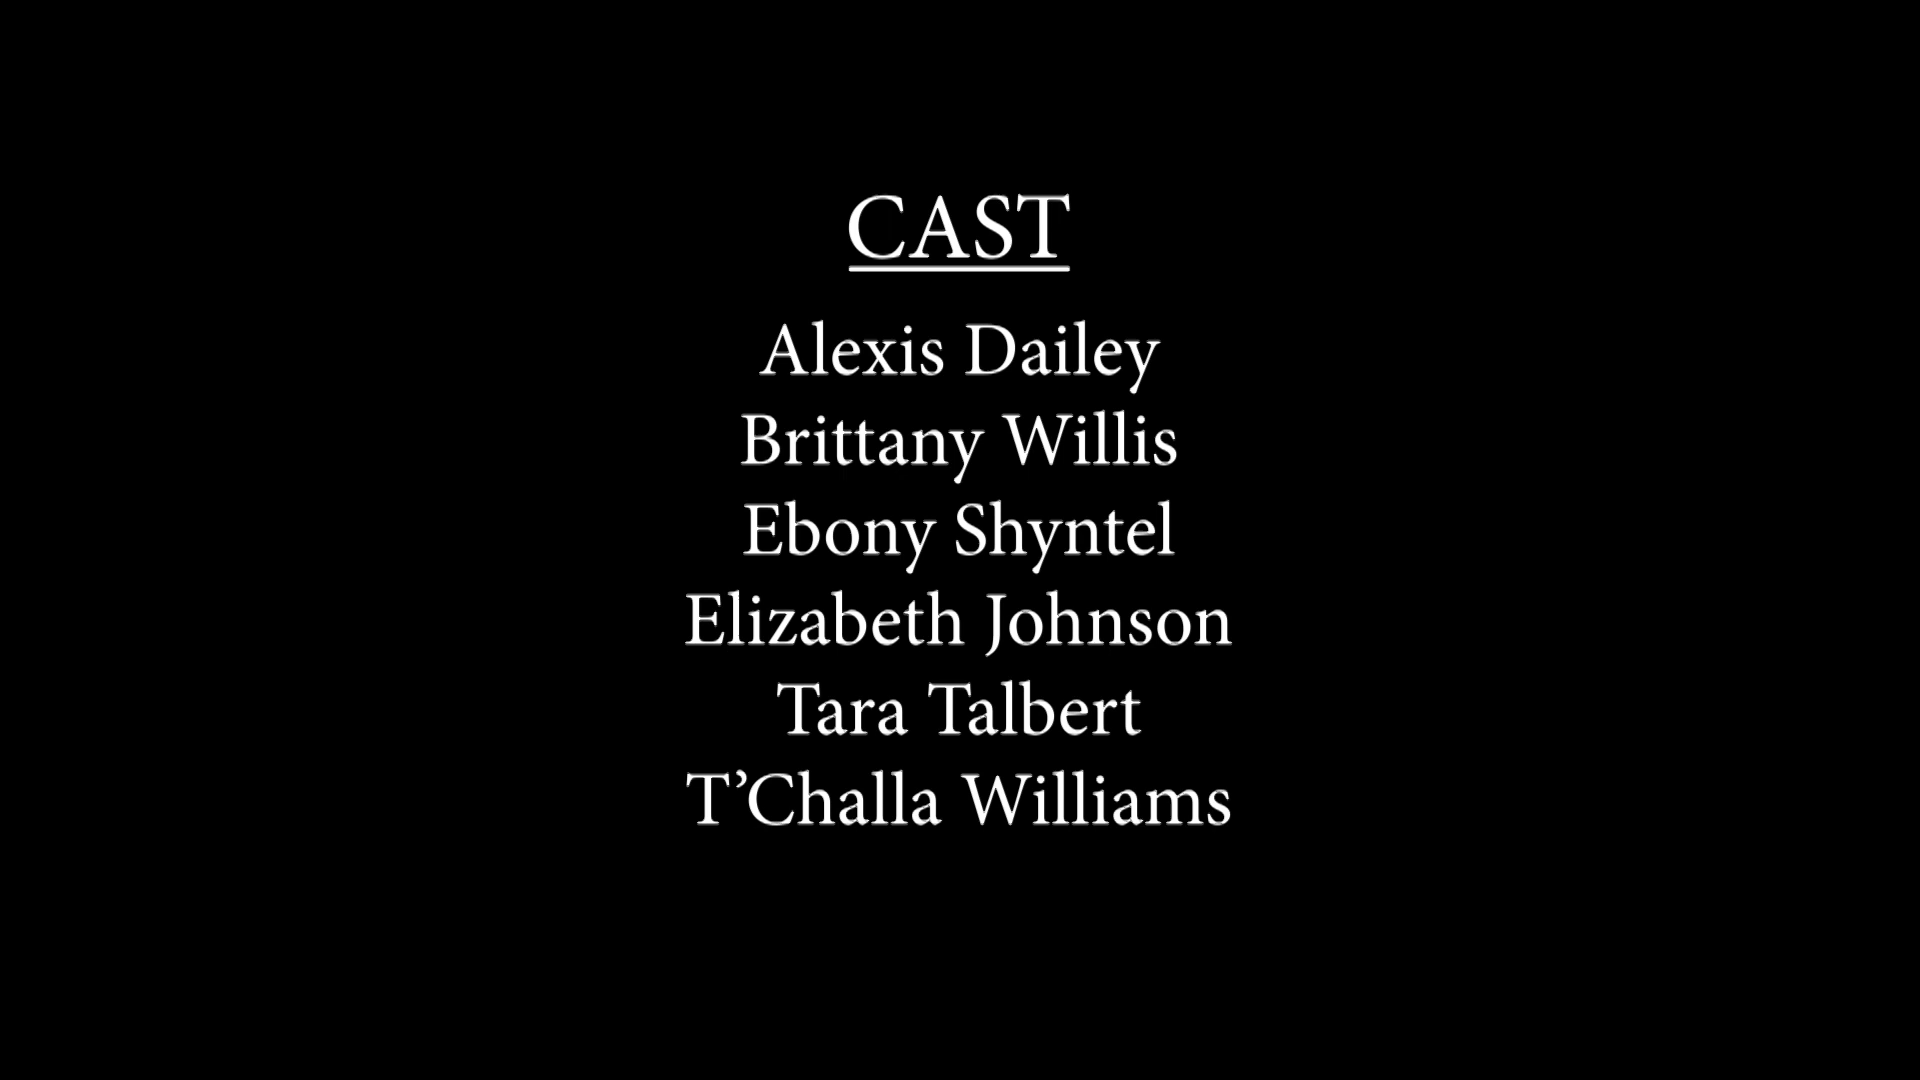 CAST
Alexis Dailey
Brittany Willis
Ebony Shyntel
Elizabeth Johnson
Tara Talbert
T’Challa Williams